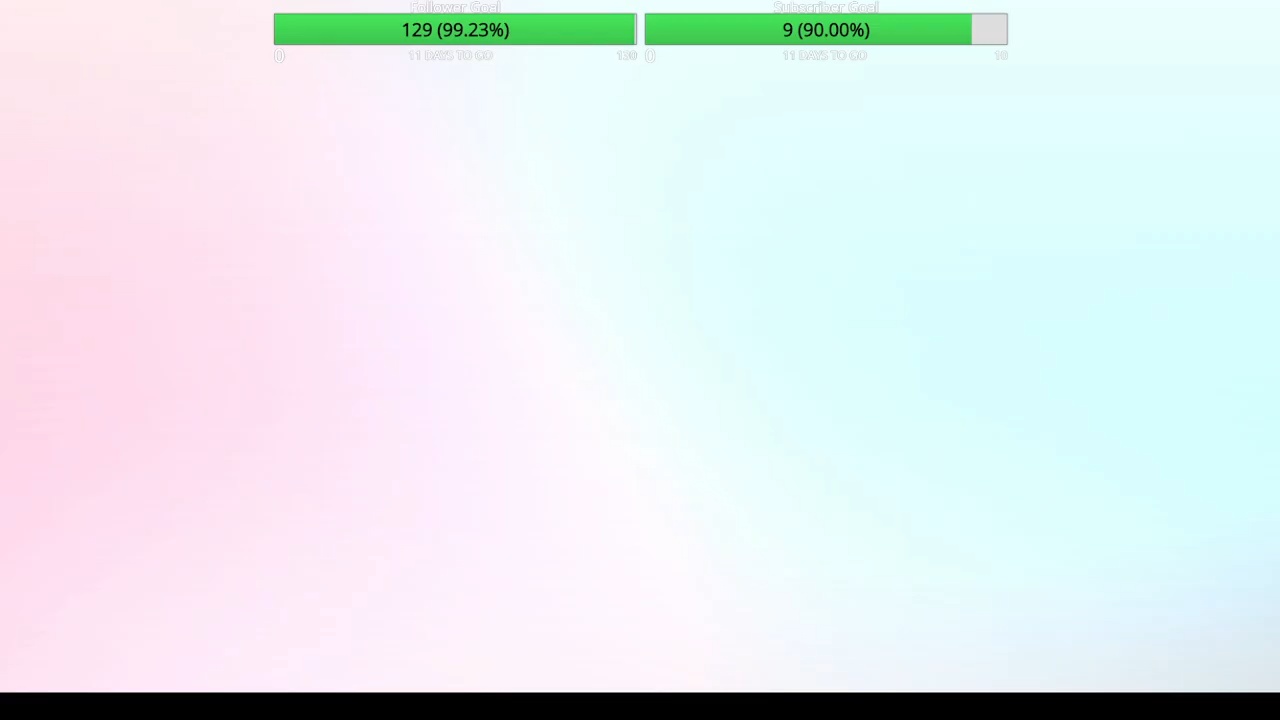 Follower Goal
129 (99.23%)
0 11 DAYS TO GO 130
Subscriber Goal
9 (90.00%)
0 11 DAYS TO GO 10